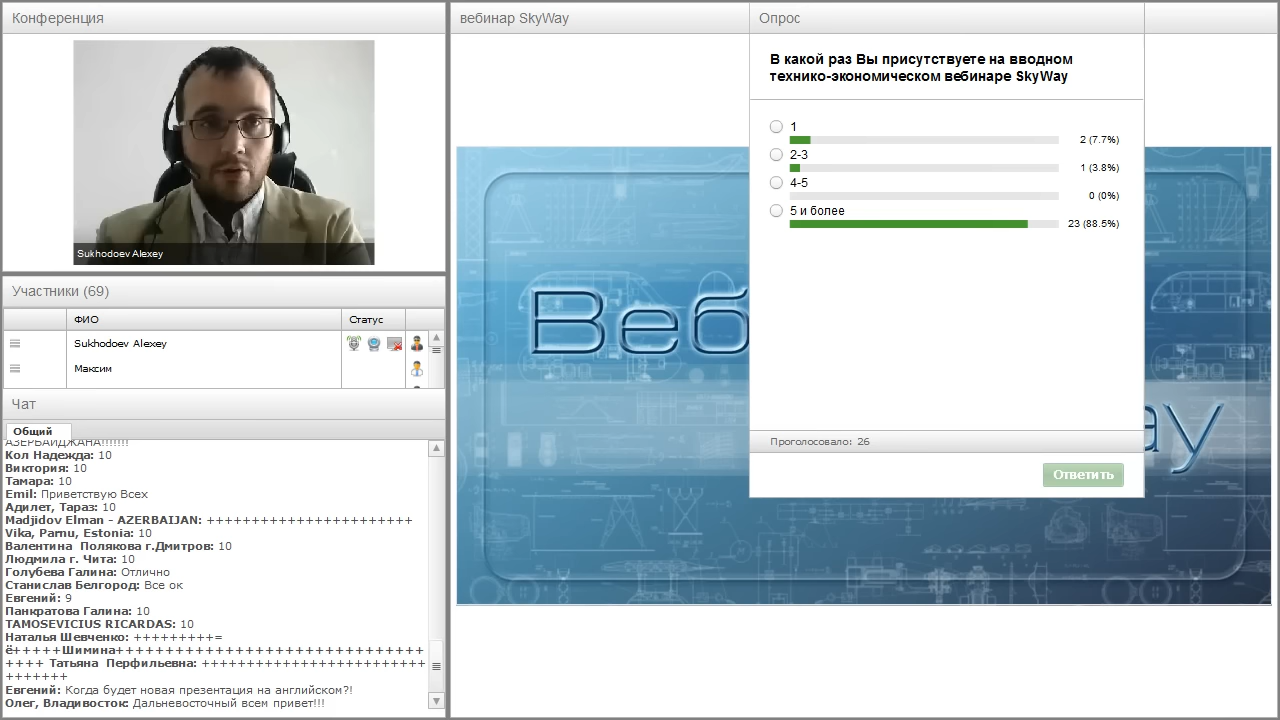 Конференция
Sukhodoev Alexey
Участники (69)
ФИО
Статус
Sukhodoev Alexey
Максим
Чат
Общий
АЗЕРБАЙДЖАНА!!!!!!!
Кол Надежда: 10
Виктория: 10
Тамара: 10
Emil: Приветствую Всех
Адилет, Тараз: 10
Madjidov Elman - AZERBAIJAN: +++++++++++++++++++++++
Vika, Parnu, Estonia: 10
Валентина Полякова г.Дмитров: 10
Людмила г. Чита: 10
Голубева Галина: Отлично
Станислав Белгород: Все ок
Евгений: 9
Панкратова Галина: 10
TAMOSEVICIUS RICARDAS: 10
Наталья Шевченко: +++++++++=
ё+++++Шимина++++++++++++++++++++++++++++++++
++++ Татьяна Перфильевна: +++++++++++++++++++++++++
+++++++
Евгений: Когда будет новая презентация на английском?!
Олег, Владивосток: Дальневосточный всем привет!!!
вебинар SkyWay
Веб
ay
Опрос
В какой раз Вы присутствуете на вводном
технико-экономическом вебинаре SkyWay
1
2 (7.7%)
2-3
1 (3.8%)
4-5
0 (0%)
5 и более
23 (88.5%)
Проголосовало: 26
Ответить